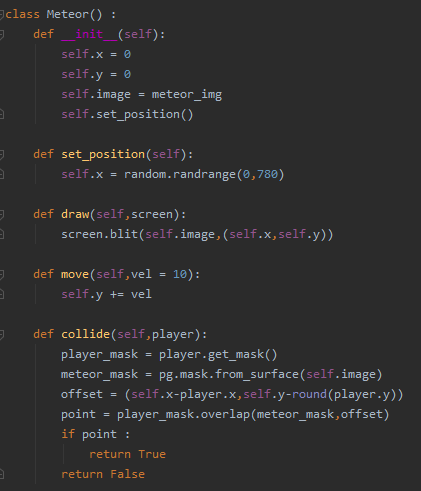 class Meteor() :
    def __init__(self):
        self.x = 0
        self.y = 0
        self.image = meteor_img
        self.set_position()
    def set_position(self):
        self.x = random.randrange(0,780)
    def draw(self,screen):
        screen.blit(self.image,(self.x,self.y))
    def move(self,vel = 10):
        self.y += vel
    def collide(self,player):
        player_mask = player.get_mask()
        meteor_mask = pg.mask.from_surface(self.image)
        offset = (self.x-player.x,self.y-round(player.y))
        point = player_mask.overlap(meteor_mask,offset)
        if point :
            return True
        return False